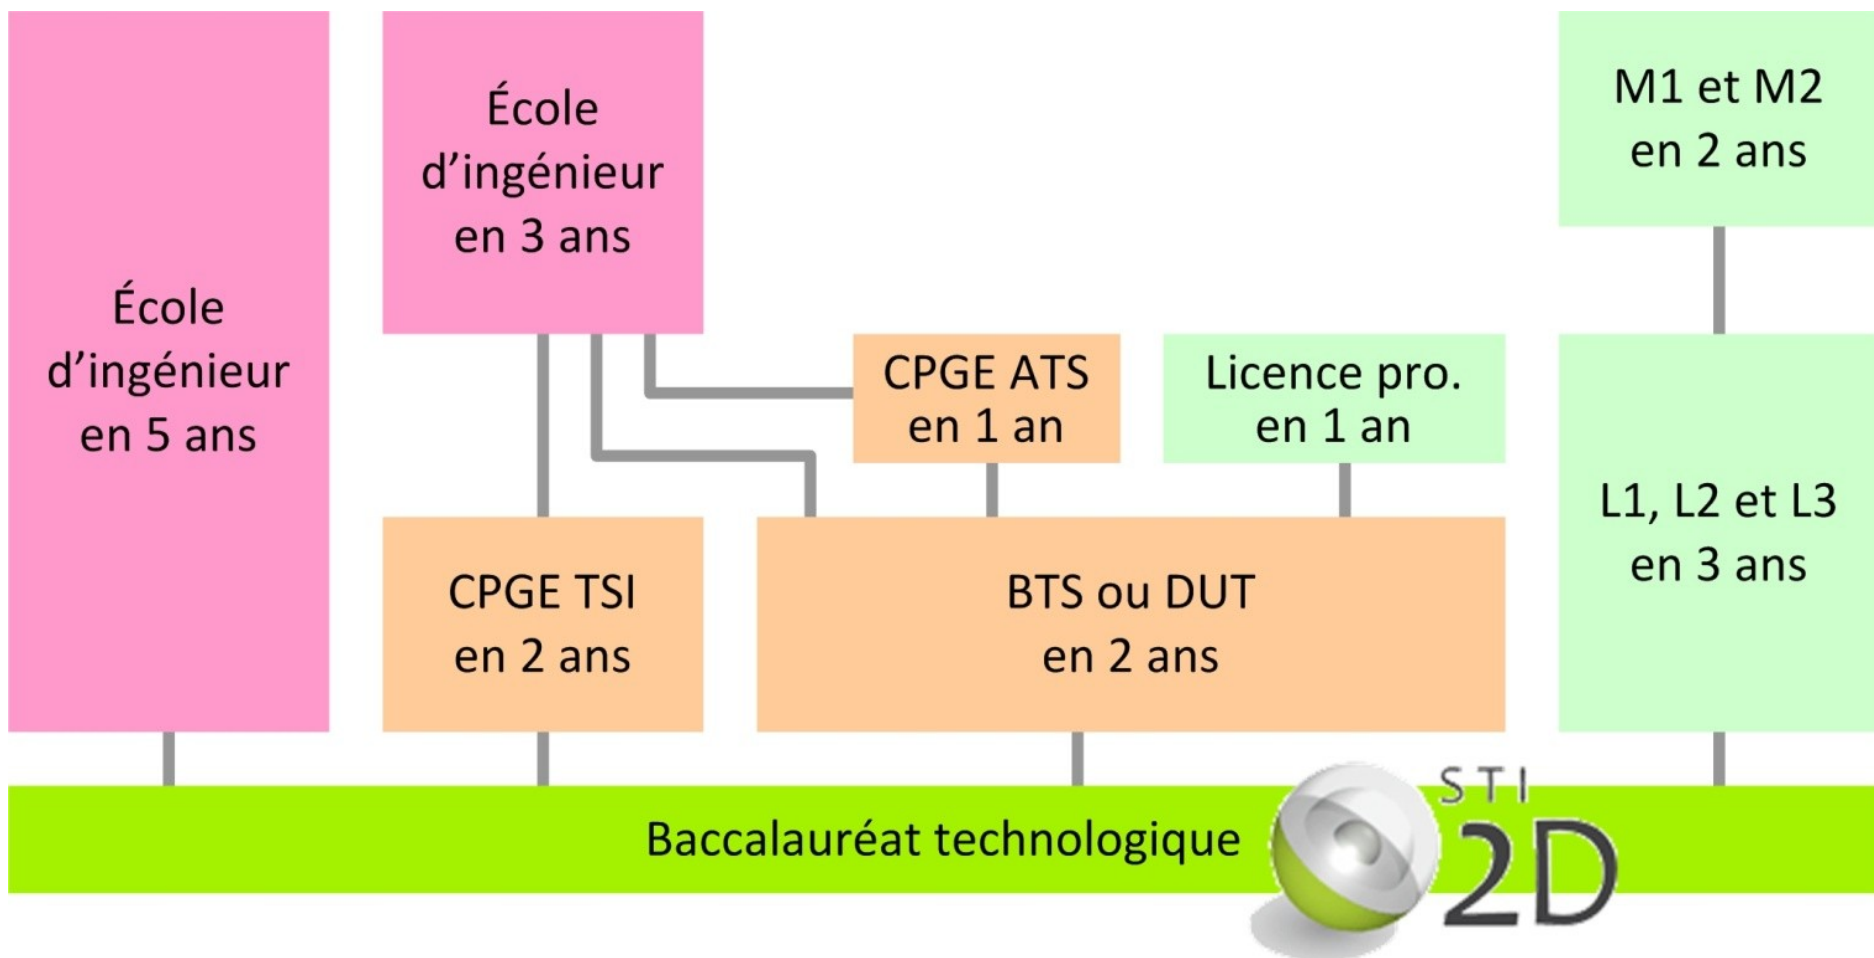 École
d’ingénieur
en 5 ans
École
d’ingénieur
en 3 ans
CPGE ATS
en 1 an
Licence pro.
en 1 an
M1 et M2
en 2 ans
CPGE TSI
en 2 ans
BTS ou DUT
en 2 ans
L1, L2 et L3
en 3 ans
Baccalauréat technologique
STI
2D